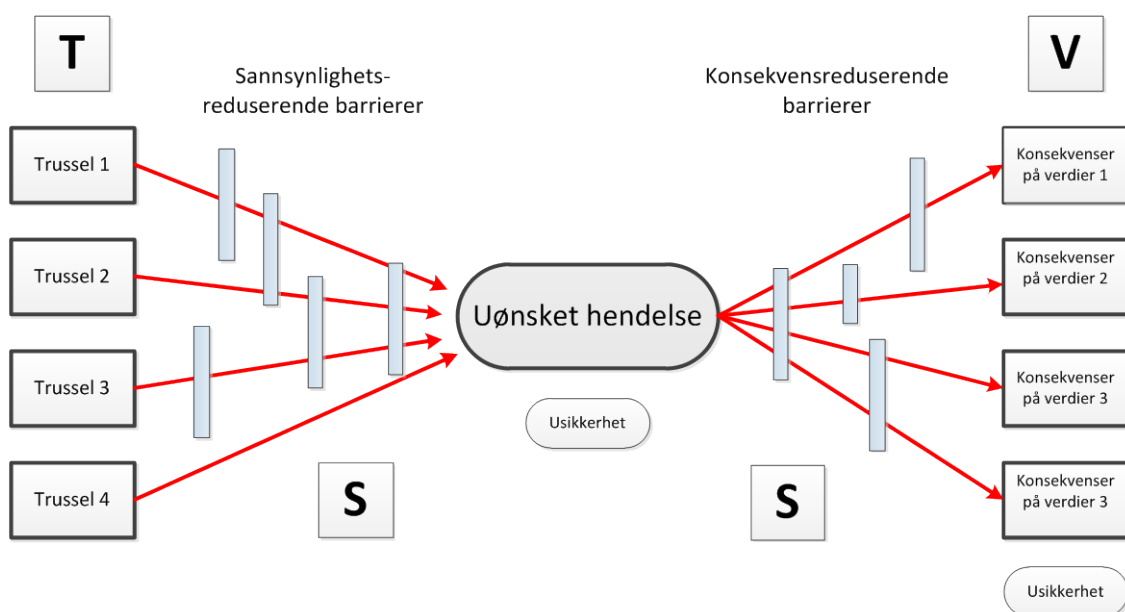 T
V
Sannsynlighets-
reduserende barrierer
Konsekvensreduserende
barrierer
Trussel 1
Trussel 2
Trussel 3
Trussel 4
Uønsket hendelse
Usikkerhet
S
S
Konsekvenser
på verdier 1
Konsekvenser
på verdier 2
Konsekvenser
på verdier 3
Konsekvenser
på verdier 3
Usikkerhet